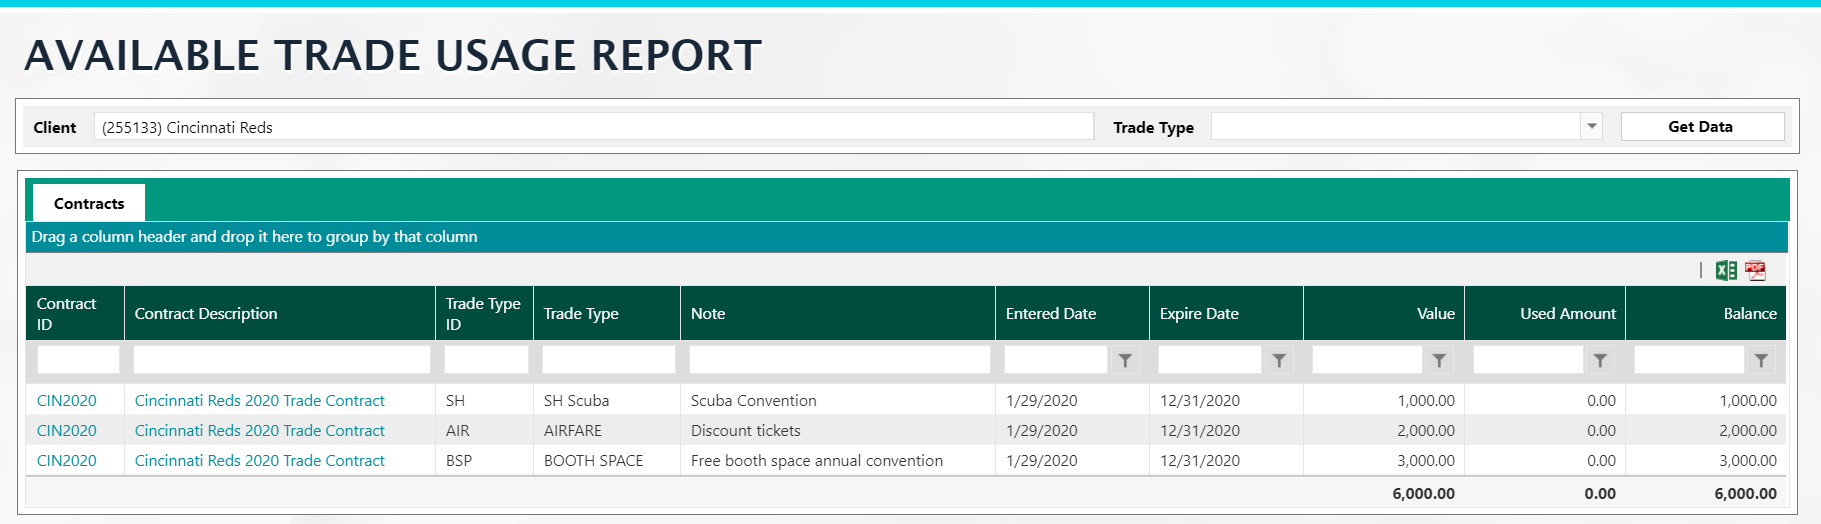 AVAILABLE TRADE USAGE REPORT
Client (255133) Cincinnati Reds Trade Type Get Data
Contracts
Drag a column header and drop it here to group by that column
Contract ID Contract Description Trade Type ID Trade Type Note Entered Date Expire Date Value Used Amount Balance
CIN2020 Cincinnati Reds 2020 Trade Contract SH SH Scuba Scuba Convention 1/29/2020 12/31/2020 1,000.00 0.00 1,000.00
CIN2020 Cincinnati Reds 2020 Trade Contract AIR AIRFARE Discount tickets 1/29/2020 12/31/2020 2,000.00 0.00 2,000.00
CIN2020 Cincinnati Reds 2020 Trade Contract BSP BOOTH SPACE Free booth space annual convention 1/29/2020 12/31/2020 3,000.00 0.00 3,000.00
6,000.00 0.00 6,000.00